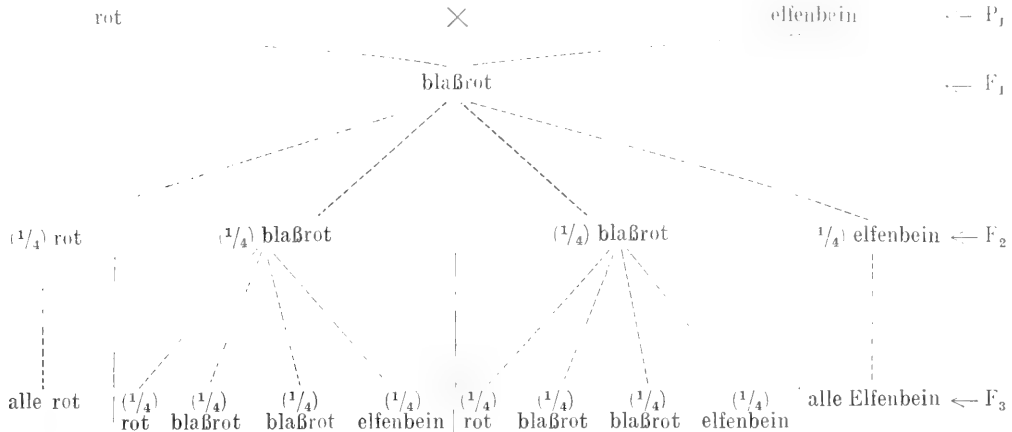 rot × elfenbein ← P₁
blaßrot ← F₁
(¹/₄) rot (¹/₄) blaßrot (¹/₄) blaßrot ¹/₄) elfenbein ← F₂
alle rot (¹/₄) (¹/₄) (¹/₄) (¹/₄) (¹/₄) (¹/₄) (¹/₄) (¹/₄) alle Elfenbein ← F₃
rot blaßrot blaßrot elfenbein rot blaßrot blaßrot elfenbein